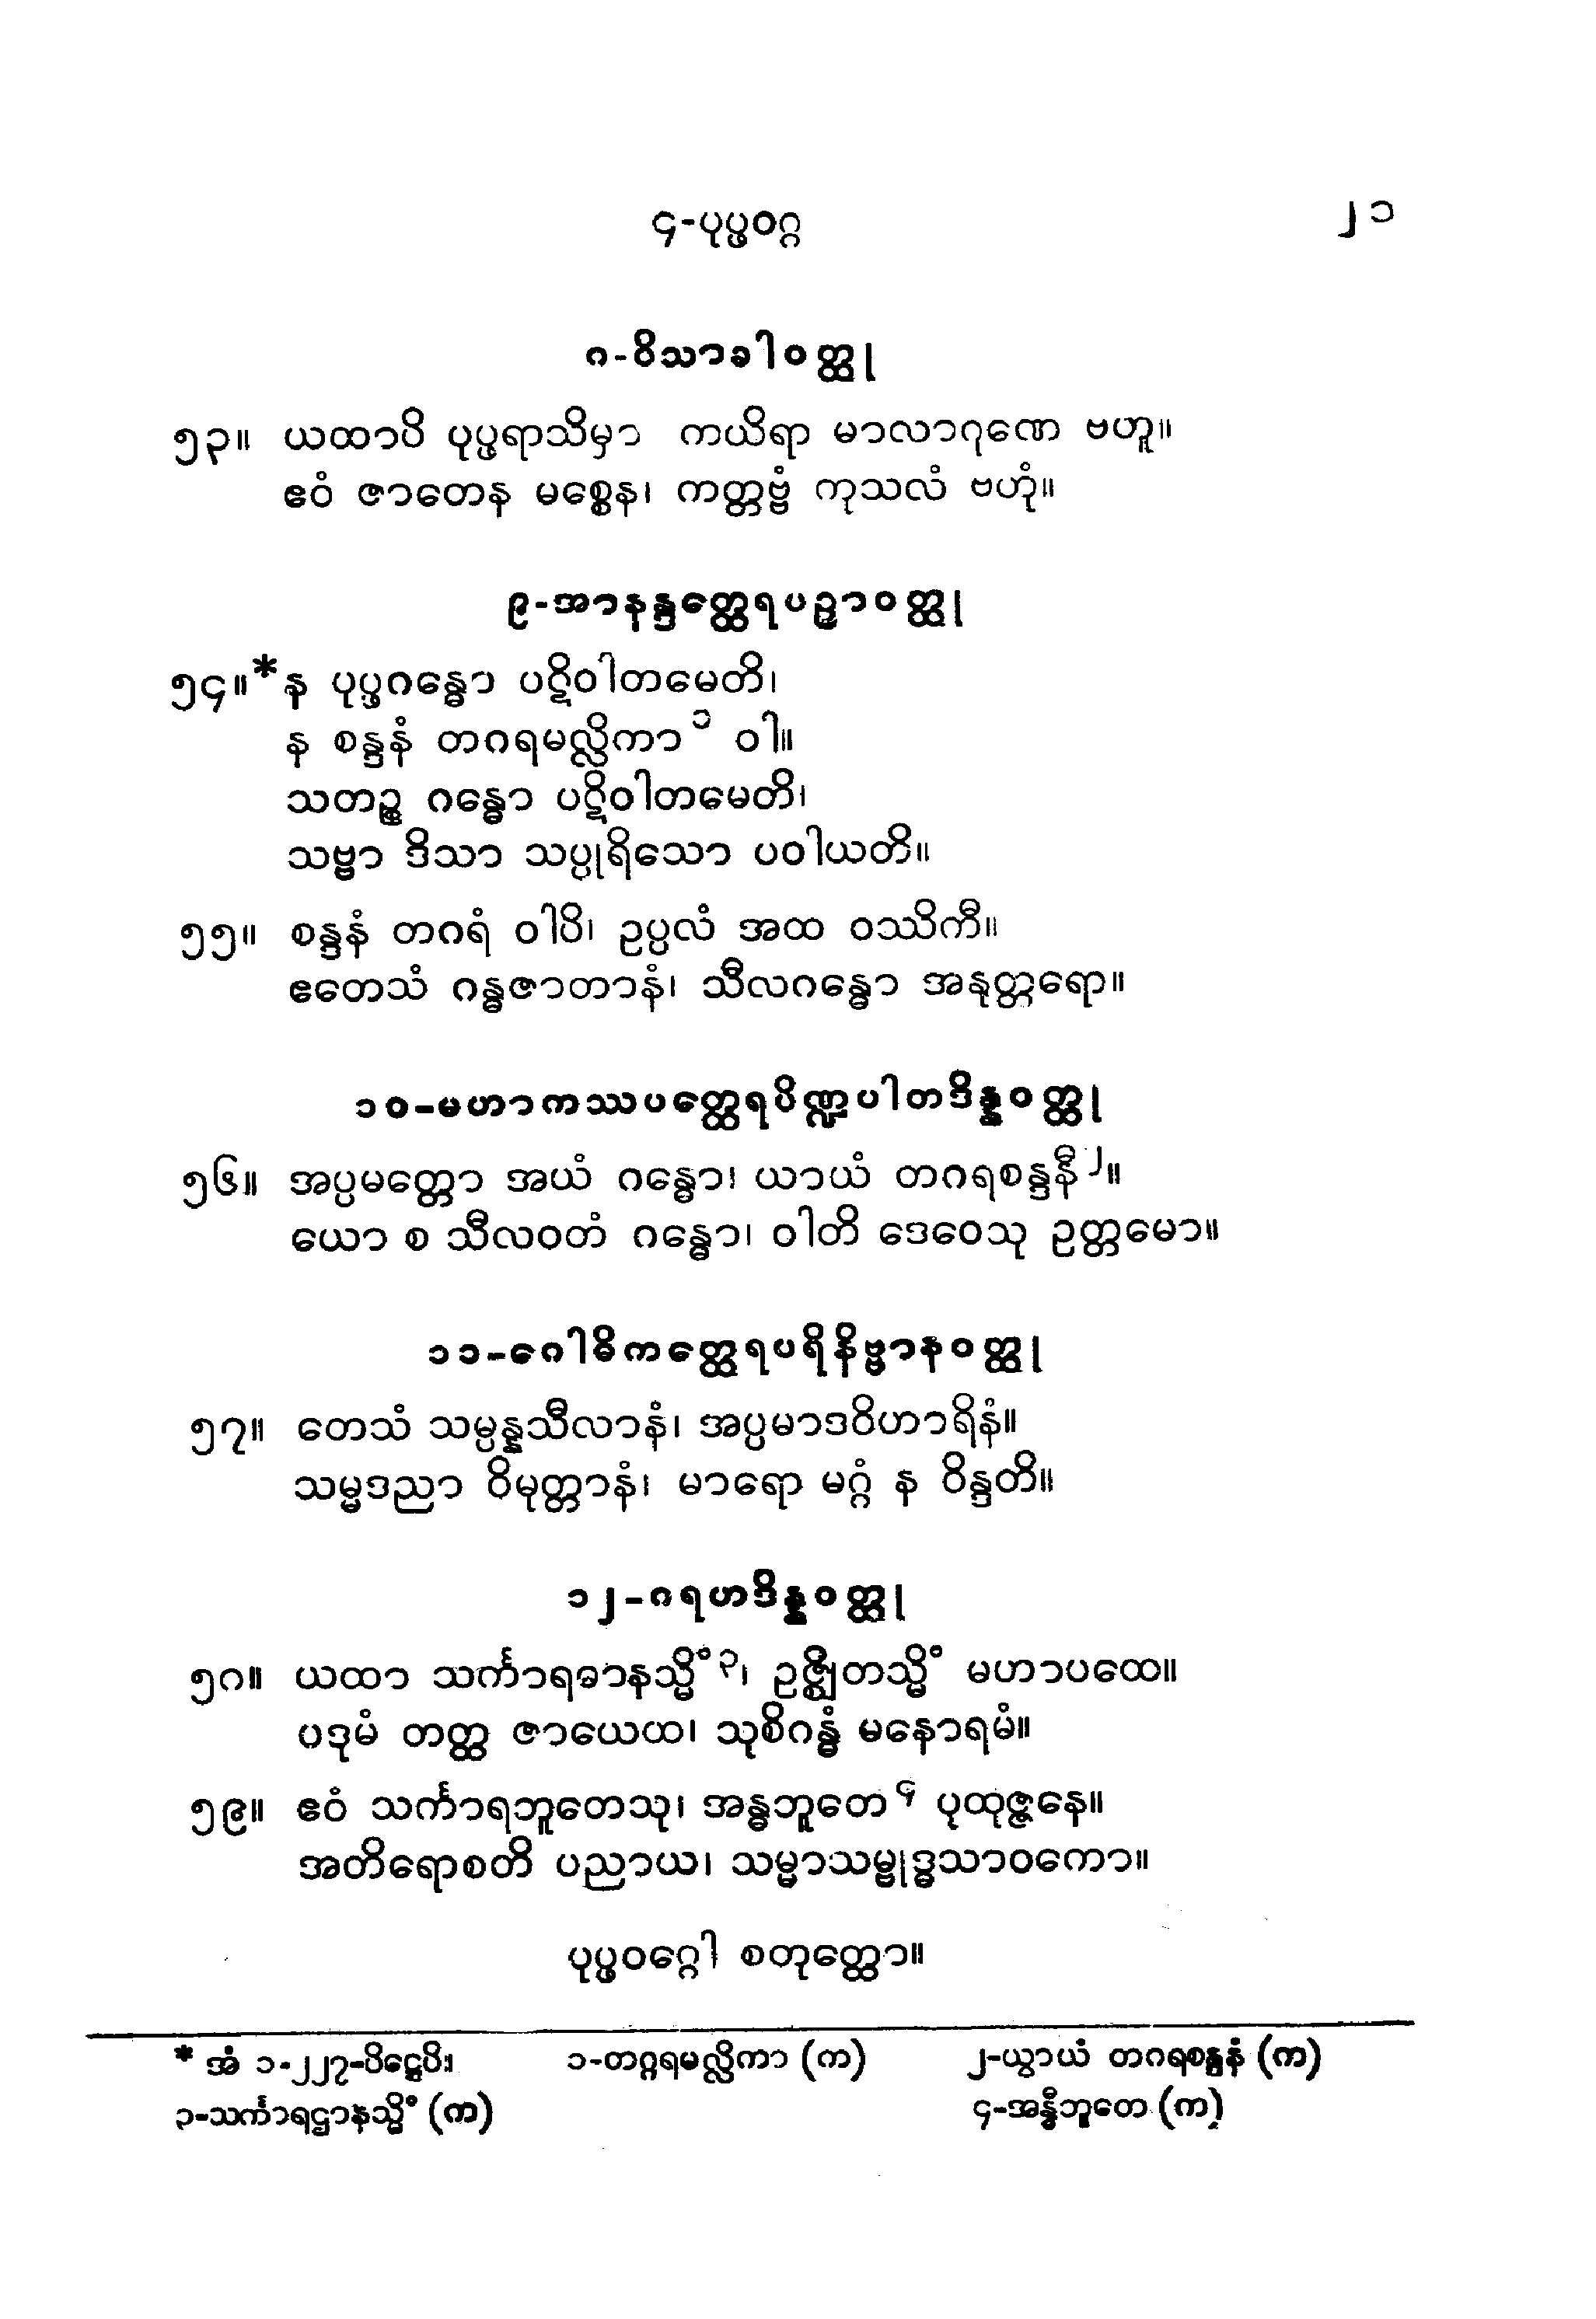 ၄-ပုပ္ဖဝဂ္ဂ ၂၁
၈-ဝိသာခါဝတ္ထု
၅၃။ ယထာပိ ပုပ္ဖရာသိမှာ ကယိရာ မာလာဂုဏေ ဗဟူ။
ဧဝံ ဇာတေန မစ္စေန၊ ကတ္တဗ္ဗံ ကုသလံ ဗဟုံ။
၉-အာနန္ဒတ္ထေရပဉှာဝတ္ထု
၅၄။*န ပုပ္ဖဂန္ဓော ပဋိဝါတမေတိ၊
န စန္ဒနံ တဂရမလ္လိကာ ၁ ဝါ။
သတဉ္စ ဂန္ဓော ပဋိဝါတမေတိ၊
သဗ္ဗာ ဒိသာ သပ္ပုရိသော ပဝါယတိ။
၅၅။ စန္ဒနံ တဂရံ ဝါပိ၊ ဥပ္ပလံ အထ ဝဿိကီ။
ဧတေသံ ဂန္ဓဇာတာနံ၊ သီလဂန္ဓော အနုတ္တရော။
၁၀-မဟာကဿပတ္ထေရပိဏ္ဍပါတဒိန္နဝတ္ထု
၅၆။ အပ္ပမတ္တော အယံ ဂန္ဓော၊ ယာယံ တဂရစန္ဒနီ ၂။
ယော စ သီလဝတံ ဂန္ဓော၊ ဝါတိ ဒေဝေသု ဥတ္တမော။
၁၁-ဂေါဓိကတ္ထေရပရိနိဗ္ဗာနဝတ္ထု
၅၇။ တေသံ သမ္ပန္နသီလာနံ၊ အပ္ပမာဒဝိဟာရိနံ။
သမ္မဒညာ ဝိမုတ္တာနံ၊ မာရော မဂ္ဂံ န ဝိန္ဒတိ။
၁၂-ဂရဟဒိန္နဝတ္ထု
၅၈။ ယထာ သင်္ကာရဓာနသ္မိံ ၃၊ ဥဇ္ဈိတသ္မိံ မဟာပထေ။
ပဒုမံ တတ္ထ ဇာယေထ၊ သုစိဂန္ဓံ မနောရမံ။
၅၉။ ဧဝံ သင်္ကာရဘူတေသု၊ အန္ဓဘူတေ ၄ ပုထုဇ္ဇနေ။
အတိရောစတိ ပညာယ၊ သမ္မာသမ္ဗုဒ္ဓသာဝကော။
ပုပ္ဖဝဂ္ဂေါ စတုတ္ထော။
* အံ ၁-၂၂၇-ပိဋ္ဌေပိ။ ၁-တဂ္ဂရမလ္လိကာ (က) ၂-ယွာယံ တဂရစန္ဒနံ (က)
၃-သင်္ကာရဌာနသ္မိံ (က) ၄-အန္ဓီဘူတေ (က)